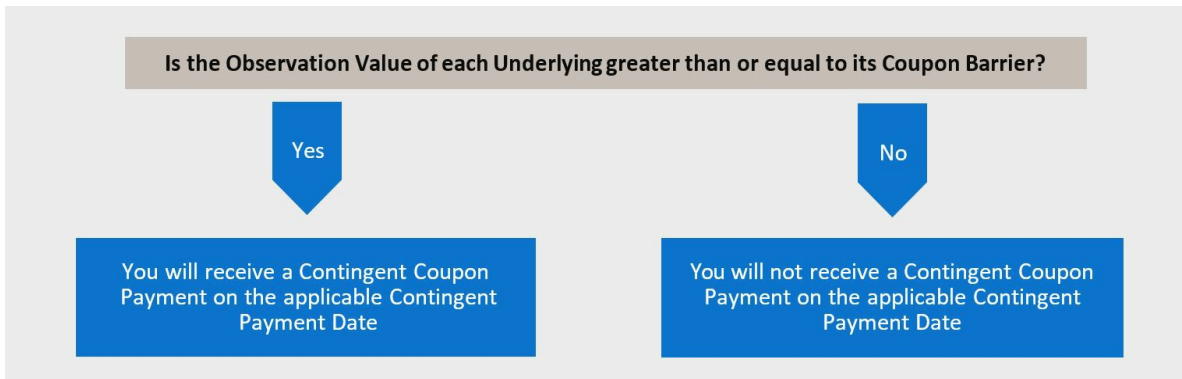 Is the Observation Value of each Underlying greater than or equal to its Coupon Barrier?
Yes
No
You will receive a Contingent Coupon
Payment on the applicable Contingent
Payment Date
You will not receive a Contingent Coupon
Payment on the applicable Contingent
Payment Date